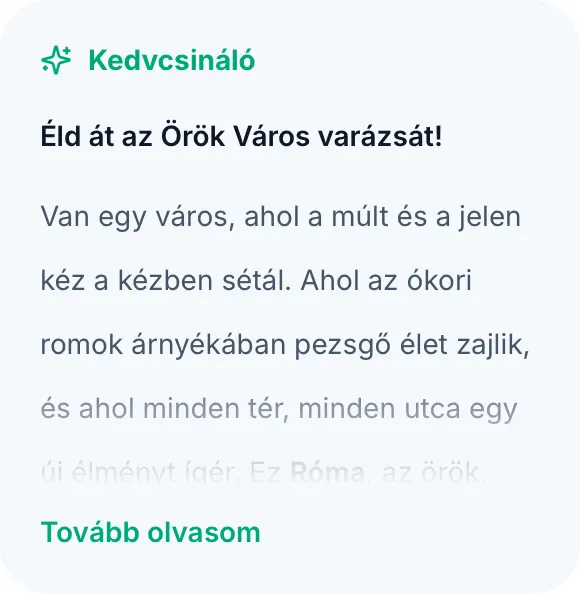 Kedvcsináló
Éld át az Örök Város varázsát!
Van egy város, ahol a múlt és a jelen
kéz a kézben sétál. Ahol az ókori
romok árnyékában pezsgő élet zajlik,
és ahol minden tér, minden utca egy
új élményt ígér. Ez Róma, az örök.
Tovább olvasom